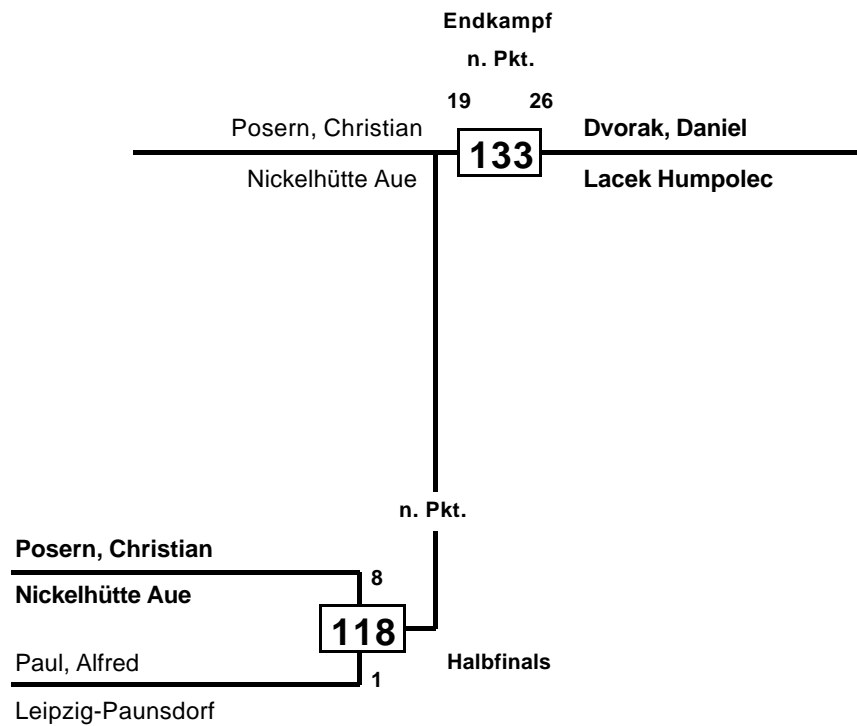 Endkampf
n. Pkt.
19 26
Posern, Christian 133 Dvorak, Daniel
Nickelhütte Aue Lacek Humpolec
n. Pkt.
Posern, Christian
8
Nickelhütte Aue
118
Paul, Alfred Halbfinals
1
Leipzig-Paunsdorf